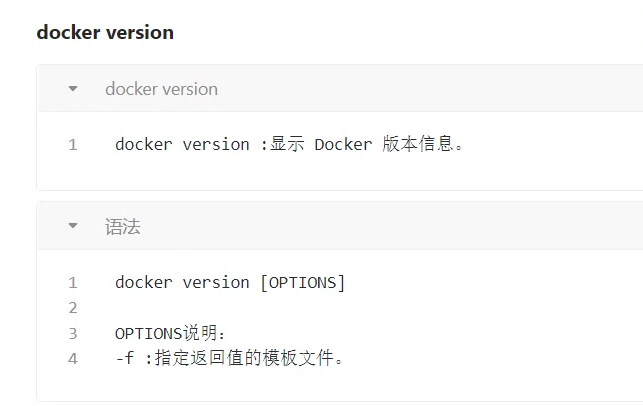 docker version
docker version
1 docker version :显示 Docker 版本信息。
语法
1 docker version [OPTIONS]
2
3 OPTIONS说明：
4 -f :指定返回值的模板文件。